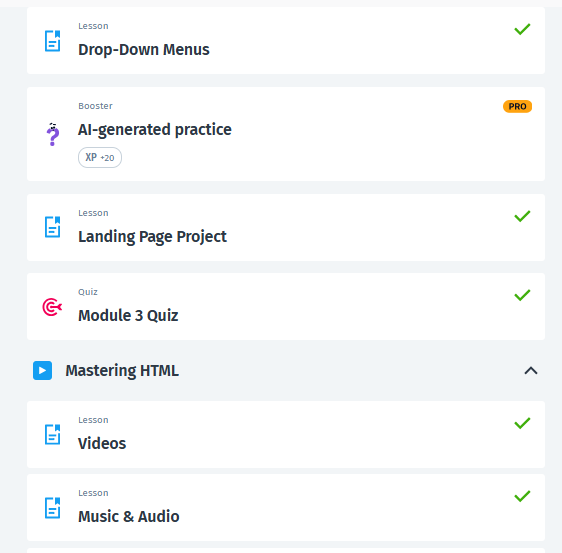 Lesson
Drop-Down Menus
Booster
PRO
AI-generated practice
XP +20
Lesson
Landing Page Project
Quiz
Module 3 Quiz
Mastering HTML
Lesson
Videos
Lesson
Music & Audio